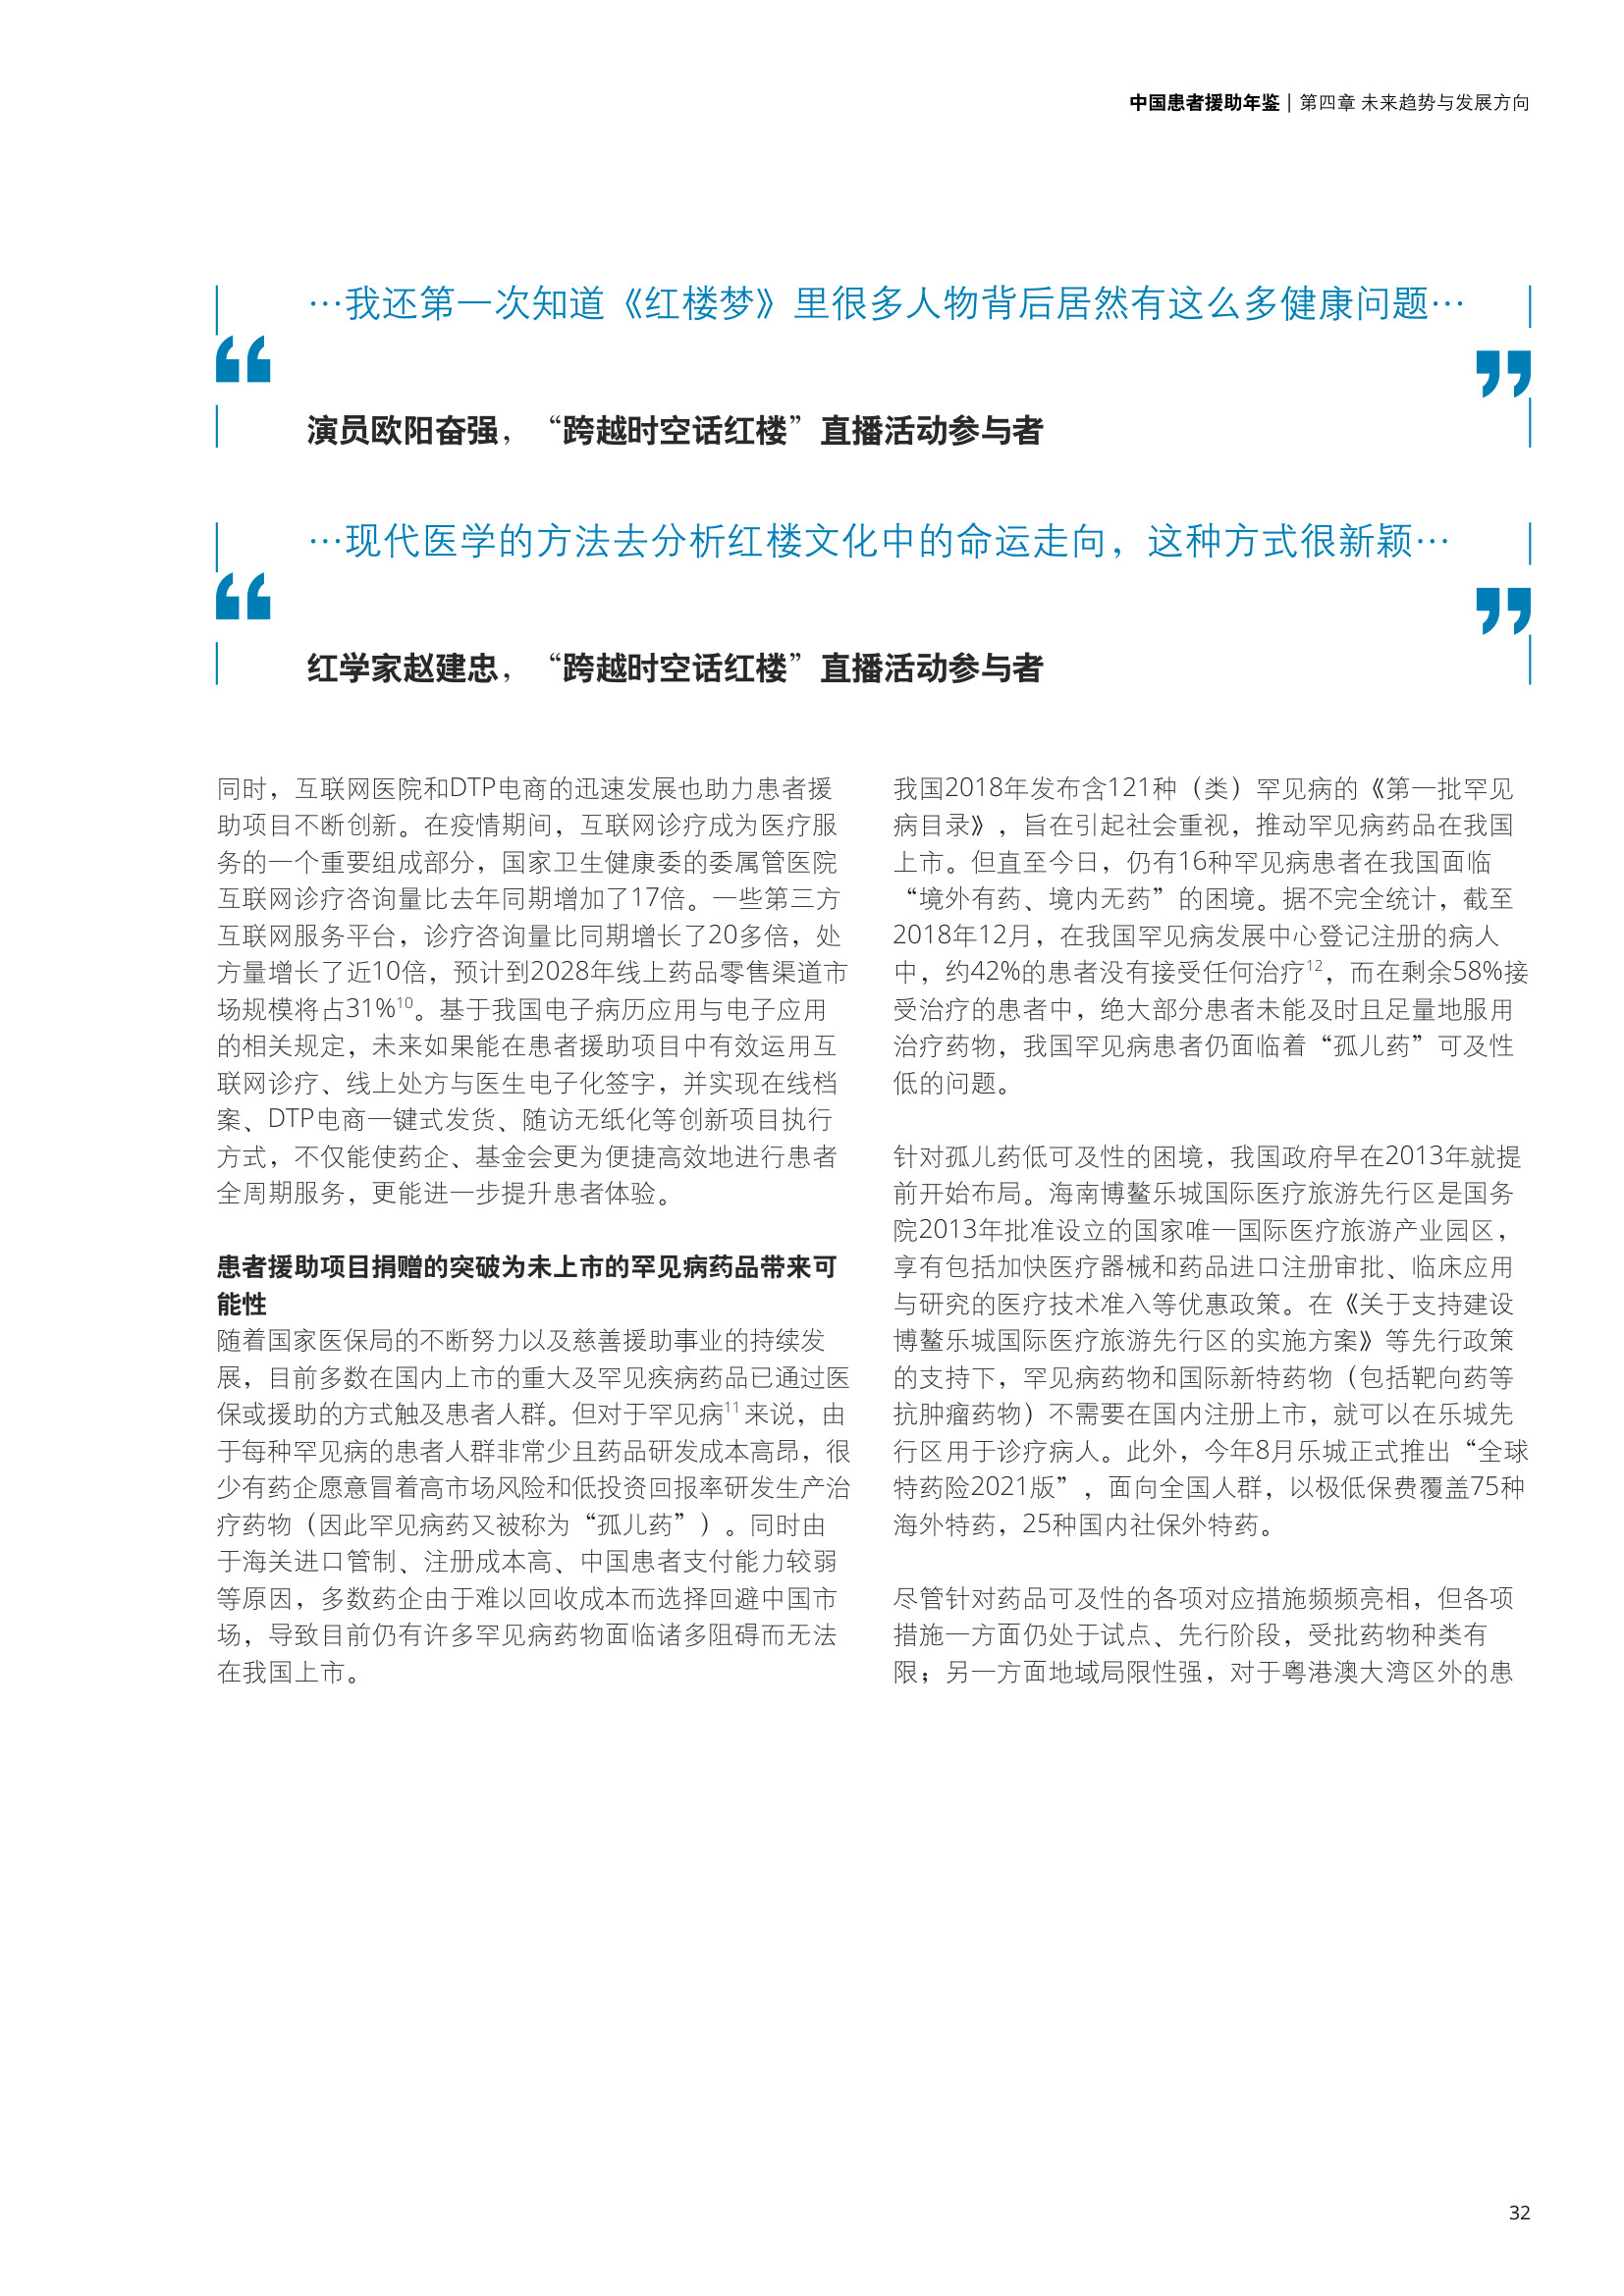 中国患者援助年鉴 | 第四章 未来趋势与发展方向
“
…我还第一次知道《红楼梦》里很多人物背后居然有这么多健康问题…
”
演员欧阳奋强，“跨越时空话红楼”直播活动参与者
“
…现代医学的方法去分析红楼文化中的命运走向，这种方式很新颖…
”
红学家赵建忠，“跨越时空话红楼”直播活动参与者
同时，互联网医院和DTP电商的迅速发展也助力患者援
助项目不断创新。在疫情期间，互联网诊疗成为医疗服
务的一个重要组成部分，国家卫生健康委的委属管医院
互联网诊疗咨询量比去年同期增加了17倍。一些第三方
互联网服务平台，诊疗咨询量比同期增长了20多倍，处
方量增长了近10倍，预计到2028年线上药品零售渠道市
场规模将占31%10。基于我国电子病历应用与电子应用
的相关规定，未来如果能在患者援助项目中有效运用互
联网诊疗、线上处方与医生电子化签字，并实现在线档
案、DTP电商一键式发货、随访无纸化等创新项目执行
方式，不仅能使药企、基金会更为便捷高效地进行患者
全周期服务，更能进一步提升患者体验。
患者援助项目捐赠的突破为未上市的罕见病药品带来可
能性
随着国家医保局的不断努力以及慈善援助事业的持续发
展，目前多数在国内上市的重大及罕见疾病药品已通过医
保或援助的方式触及患者人群。但对于罕见病11 来说，由
于每种罕见病的患者人群非常少且药品研发成本高昂，很
少有药企愿意冒着高市场风险和低投资回报率研发生产治
疗药物（因此罕见病药又被称为“孤儿药”）。同时由
于海关进口管制、注册成本高、中国患者支付能力较弱
等原因，多数药企由于难以回收成本而选择回避中国市
场，导致目前仍有许多罕见病药物面临诸多阻碍而无法
在我国上市。
我国2018年发布含121种（类）罕见病的《第一批罕见
病目录》，旨在引起社会重视，推动罕见病药品在我国
上市。但直至今日，仍有16种罕见病患者在我国面临
“境外有药、境内无药”的困境。据不完全统计，截至
2018年12月，在我国罕见病发展中心登记注册的病人
中，约42%的患者没有接受任何治疗12，而在剩余58%接
受治疗的患者中，绝大部分患者未能及时且足量地服用
治疗药物，我国罕见病患者仍面临着“孤儿药”可及性
低的问题。
针对孤儿药低可及性的困境，我国政府早在2013年就提
前开始布局。海南博鳌乐城国际医疗旅游先行区是国务
院2013年批准设立的国家唯一国际医疗旅游产业园区，
享有包括加快医疗器械和药品进口注册审批、临床应用
与研究的医疗技术准入等优惠政策。在《关于支持建设
博鳌乐城国际医疗旅游先行区的实施方案》等先行政策
的支持下，罕见病药物和国际新特药物（包括靶向药等
抗肿瘤药物）不需要在国内注册上市，就可以在乐城先
行区用于诊疗病人。此外，今年8月乐城正式推出“全球
特药险2021版”，面向全国人群，以极低保费覆盖75种
海外特药，25种国内社保外特药。
尽管针对药品可及性的各项对应措施频频亮相，但各项
措施一方面仍处于试点、先行阶段，受批药物种类有
限；另一方面地域局限性强，对于粤港澳大湾区外的患
32